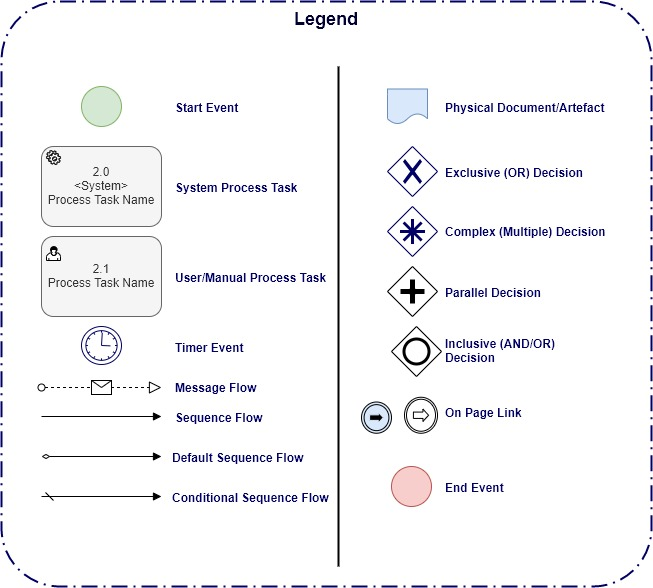 Legend
Start Event
2.0
<System>
Process Task Name
System Process Task
2.1
Process Task Name
User/Manual Process Task
Timer Event
Message Flow
Sequence Flow
Default Sequence Flow
Conditional Sequence Flow
Physical Document/Artefact
Exclusive (OR) Decision
Complex (Multiple) Decision
Parallel Decision
Inclusive (AND/OR)
Decision
On Page Link
End Event